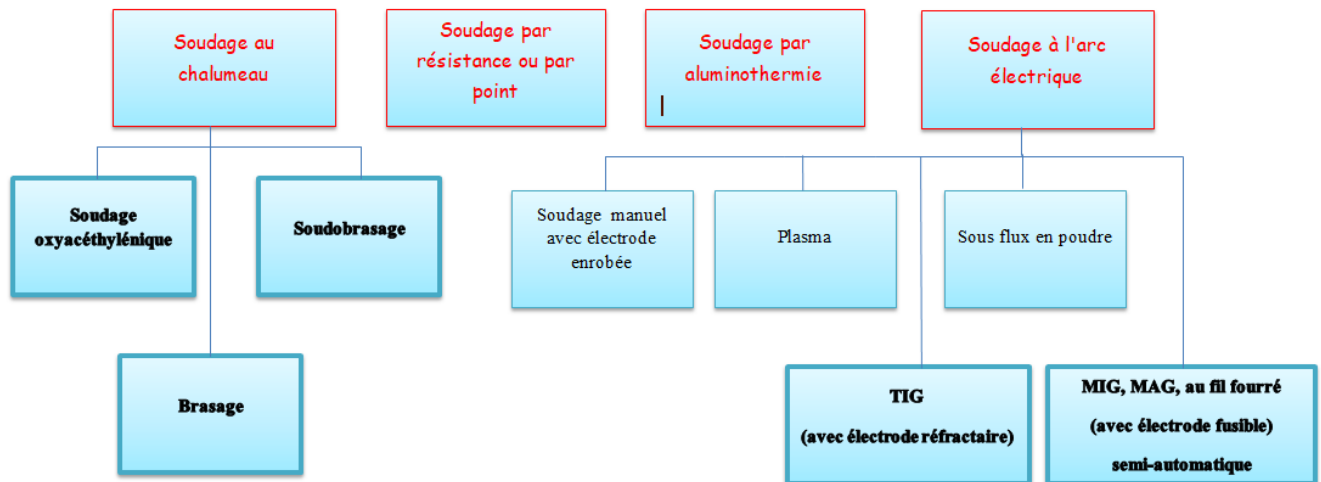 Soudage au
chalumeau
Soudage par
résistance ou par
point
Soudage par
aluminothermie
Soudage à l'arc
électrique
Soudage
oxyacéthylénique
Soudobrasage
Soudage manuel
avec électrode
enrobée
Plasma
Sous flux en poudre
Brasage
TIG
(avec électrode réfractaire)
MIG, MAG, au fil fourré
(avec électrode fusible)
semi-automatique